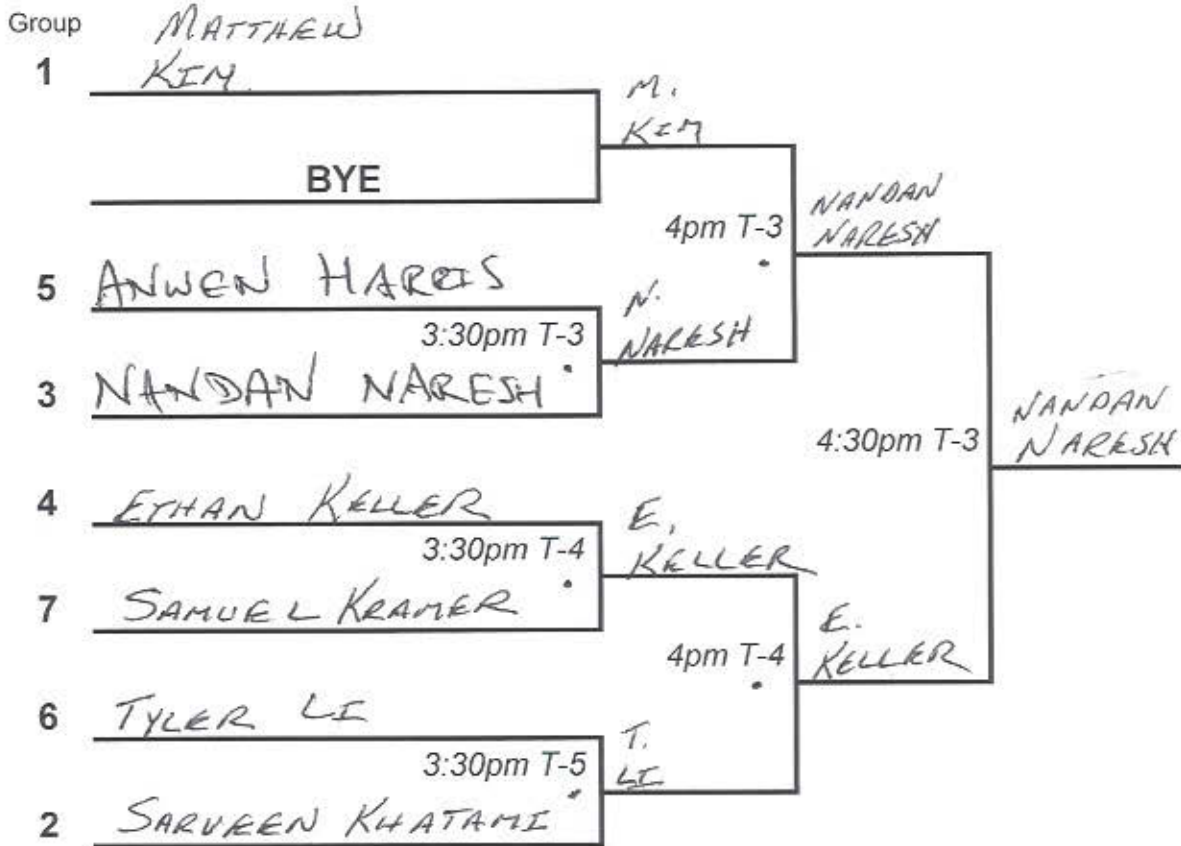 Group
MATTHEW
1 KIM.
M.
KIM
BYE
4pm T-3
NANDAN
NARESH
5 ANWEN HARRIS
3:30pm T-3
N.
NARESH
3 NANDAN NARESH
4:30pm T-3
NANDAN
NARESH
4 ETHAN KELLER
3:30pm T-4
E.
KELLER
7 SAMUEL KRAMER
4pm T-4
E.
KELLER
6 TYLER LI
3:30pm T-5
T.
LI
2 SARVEEN KHATAMI